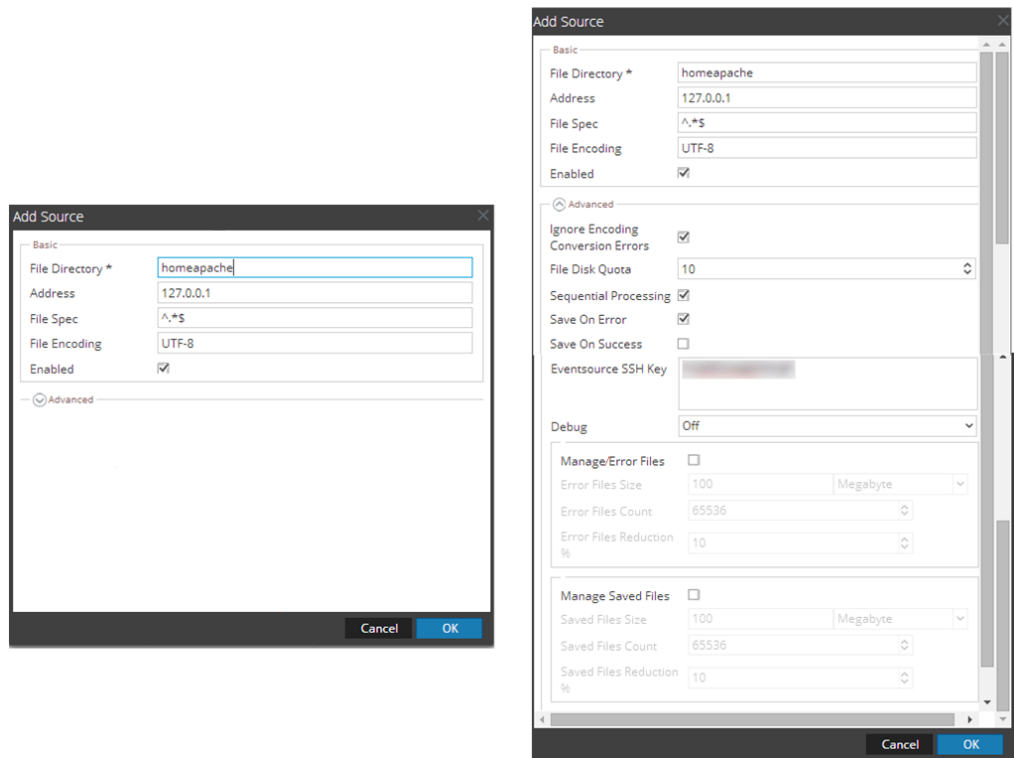 Add Source
Basic
File Directory * homeapache
Address 127.0.0.1
File Spec ^.*$
File Encoding UTF-8
Enabled
Advanced
Cancel OK
Add Source
Basic
File Directory * homeapache
Address 127.0.0.1
File Spec ^.*$
File Encoding UTF-8
Enabled
Advanced
Ignore Encoding
Conversion Errors
File Disk Quota 10
Sequential Processing
Save On Error
Save On Success
Eventsource SSH Key
Debug Off
Manage/Error Files
Error Files Size 100 Megabyte
Error Files Count 65536
Error Files Reduction
% 10
Manage Saved Files
Saved Files Size 100 Megabyte
Saved Files Count 65536
Saved Files Reduction
% 10
Cancel OK